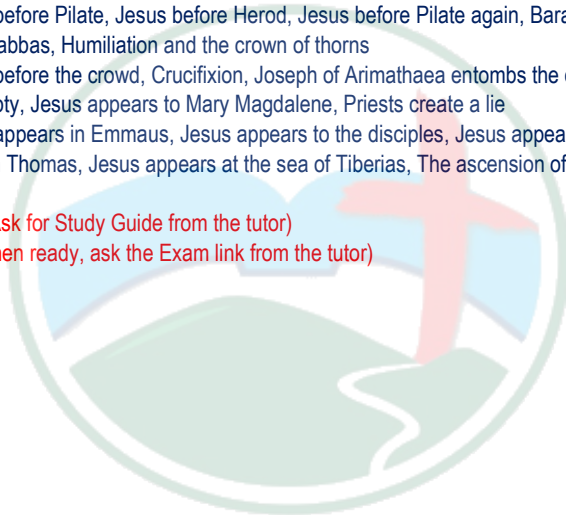 before Pilate, Jesus before Herod, Jesus before Pilate again, Bara
abbas, Humiliation and the crown of thorns
before the crowd, Crucifixion, Joseph of Arimathaea entombs the
pty, Jesus appears to Mary Magdalene, Priests create a lie
appears in Emmaus, Jesus appears to the disciples, Jesus appea
Thomas, Jesus appears at the sea of Tiberias, The ascension of
sk for Study Guide from the tutor)
en ready, ask the Exam link from the tutor)